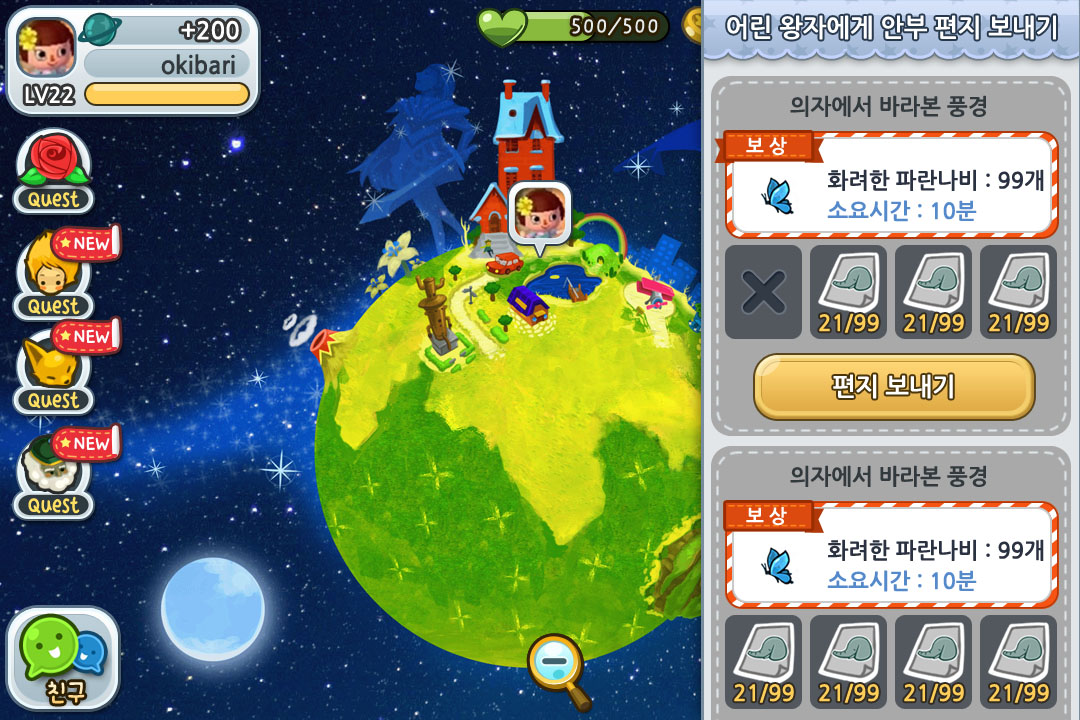 +200
okibari
LV22
500/500
Quest
NEW
Quest
NEW
Quest
NEW
Quest
친구
어린 왕자에게 안부 편지 보내기
의자에서 바라본 풍경
보상
화려한 파란나비 : 99개
소요시간 : 10분
21/99 21/99 21/99
편지 보내기
의자에서 바라본 풍경
보상
화려한 파란나비 : 99개
소요시간 : 10분
21/99 21/99 21/99 21/99